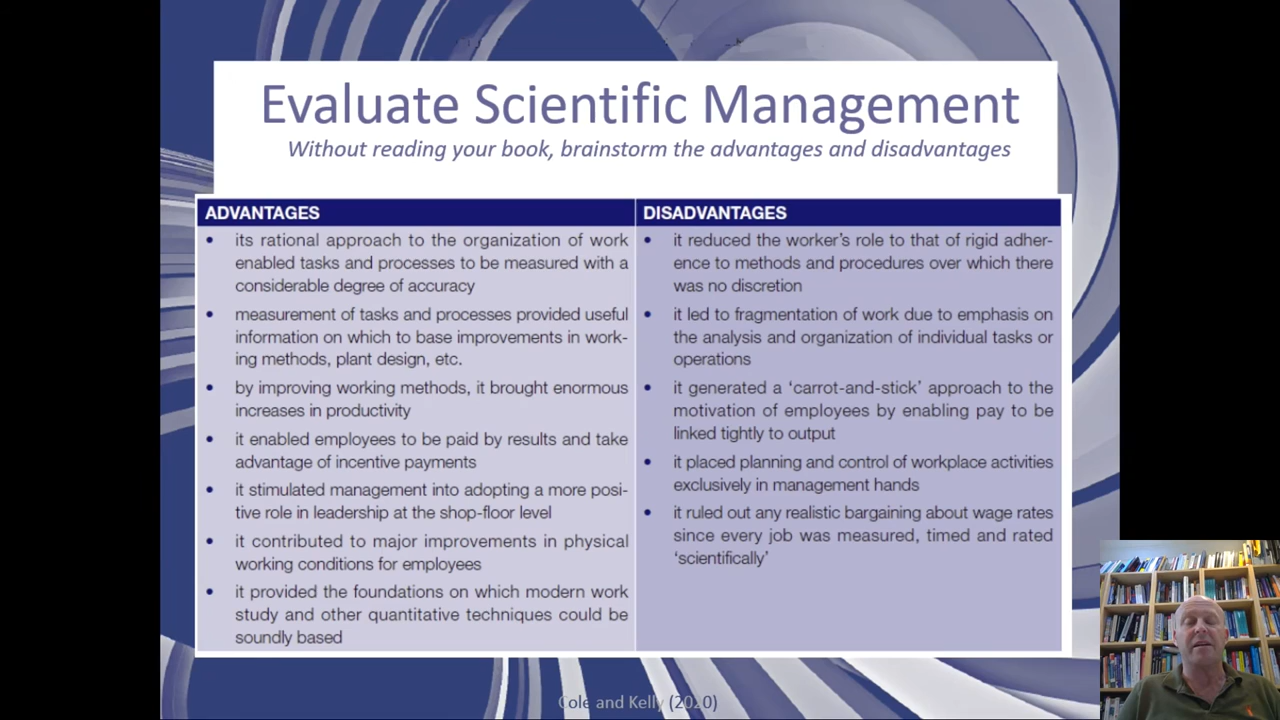 Evaluate Scientific Management
Without reading your book, brainstorm the advantages and disadvantages
ADVANTAGES
• its rational approach to the organization of work
enabled tasks and processes to be measured with a
considerable degree of accuracy
• measurement of tasks and processes provided useful
information on which to base improvements in work-
ing methods, plant design, etc.
• by improving working methods, it brought enormous
increases in productivity
• it enabled employees to be paid by results and take
advantage of incentive payments
• it stimulated management into adopting a more posi-
tive role in leadership at the shop-floor level
• it contributed to major improvements in physical
working conditions for employees
• it provided the foundations on which modern work
study and other quantitative techniques could be
soundly based
DISADVANTAGES
• it reduced the worker's role to that of rigid adher-
ence to methods and procedures over which there
was no discretion
• it led to fragmentation of work due to emphasis on
the analysis and organization of individual tasks or
operations
• it generated a 'carrot-and-stick' approach to the
motivation of employees by enabling pay to be
linked tightly to output
• it placed planning and control of workplace activities
exclusively in management hands
• it ruled out any realistic bargaining about wage rates
since every job was measured, timed and rated
'scientifically'
Cole and Kelly (2020)